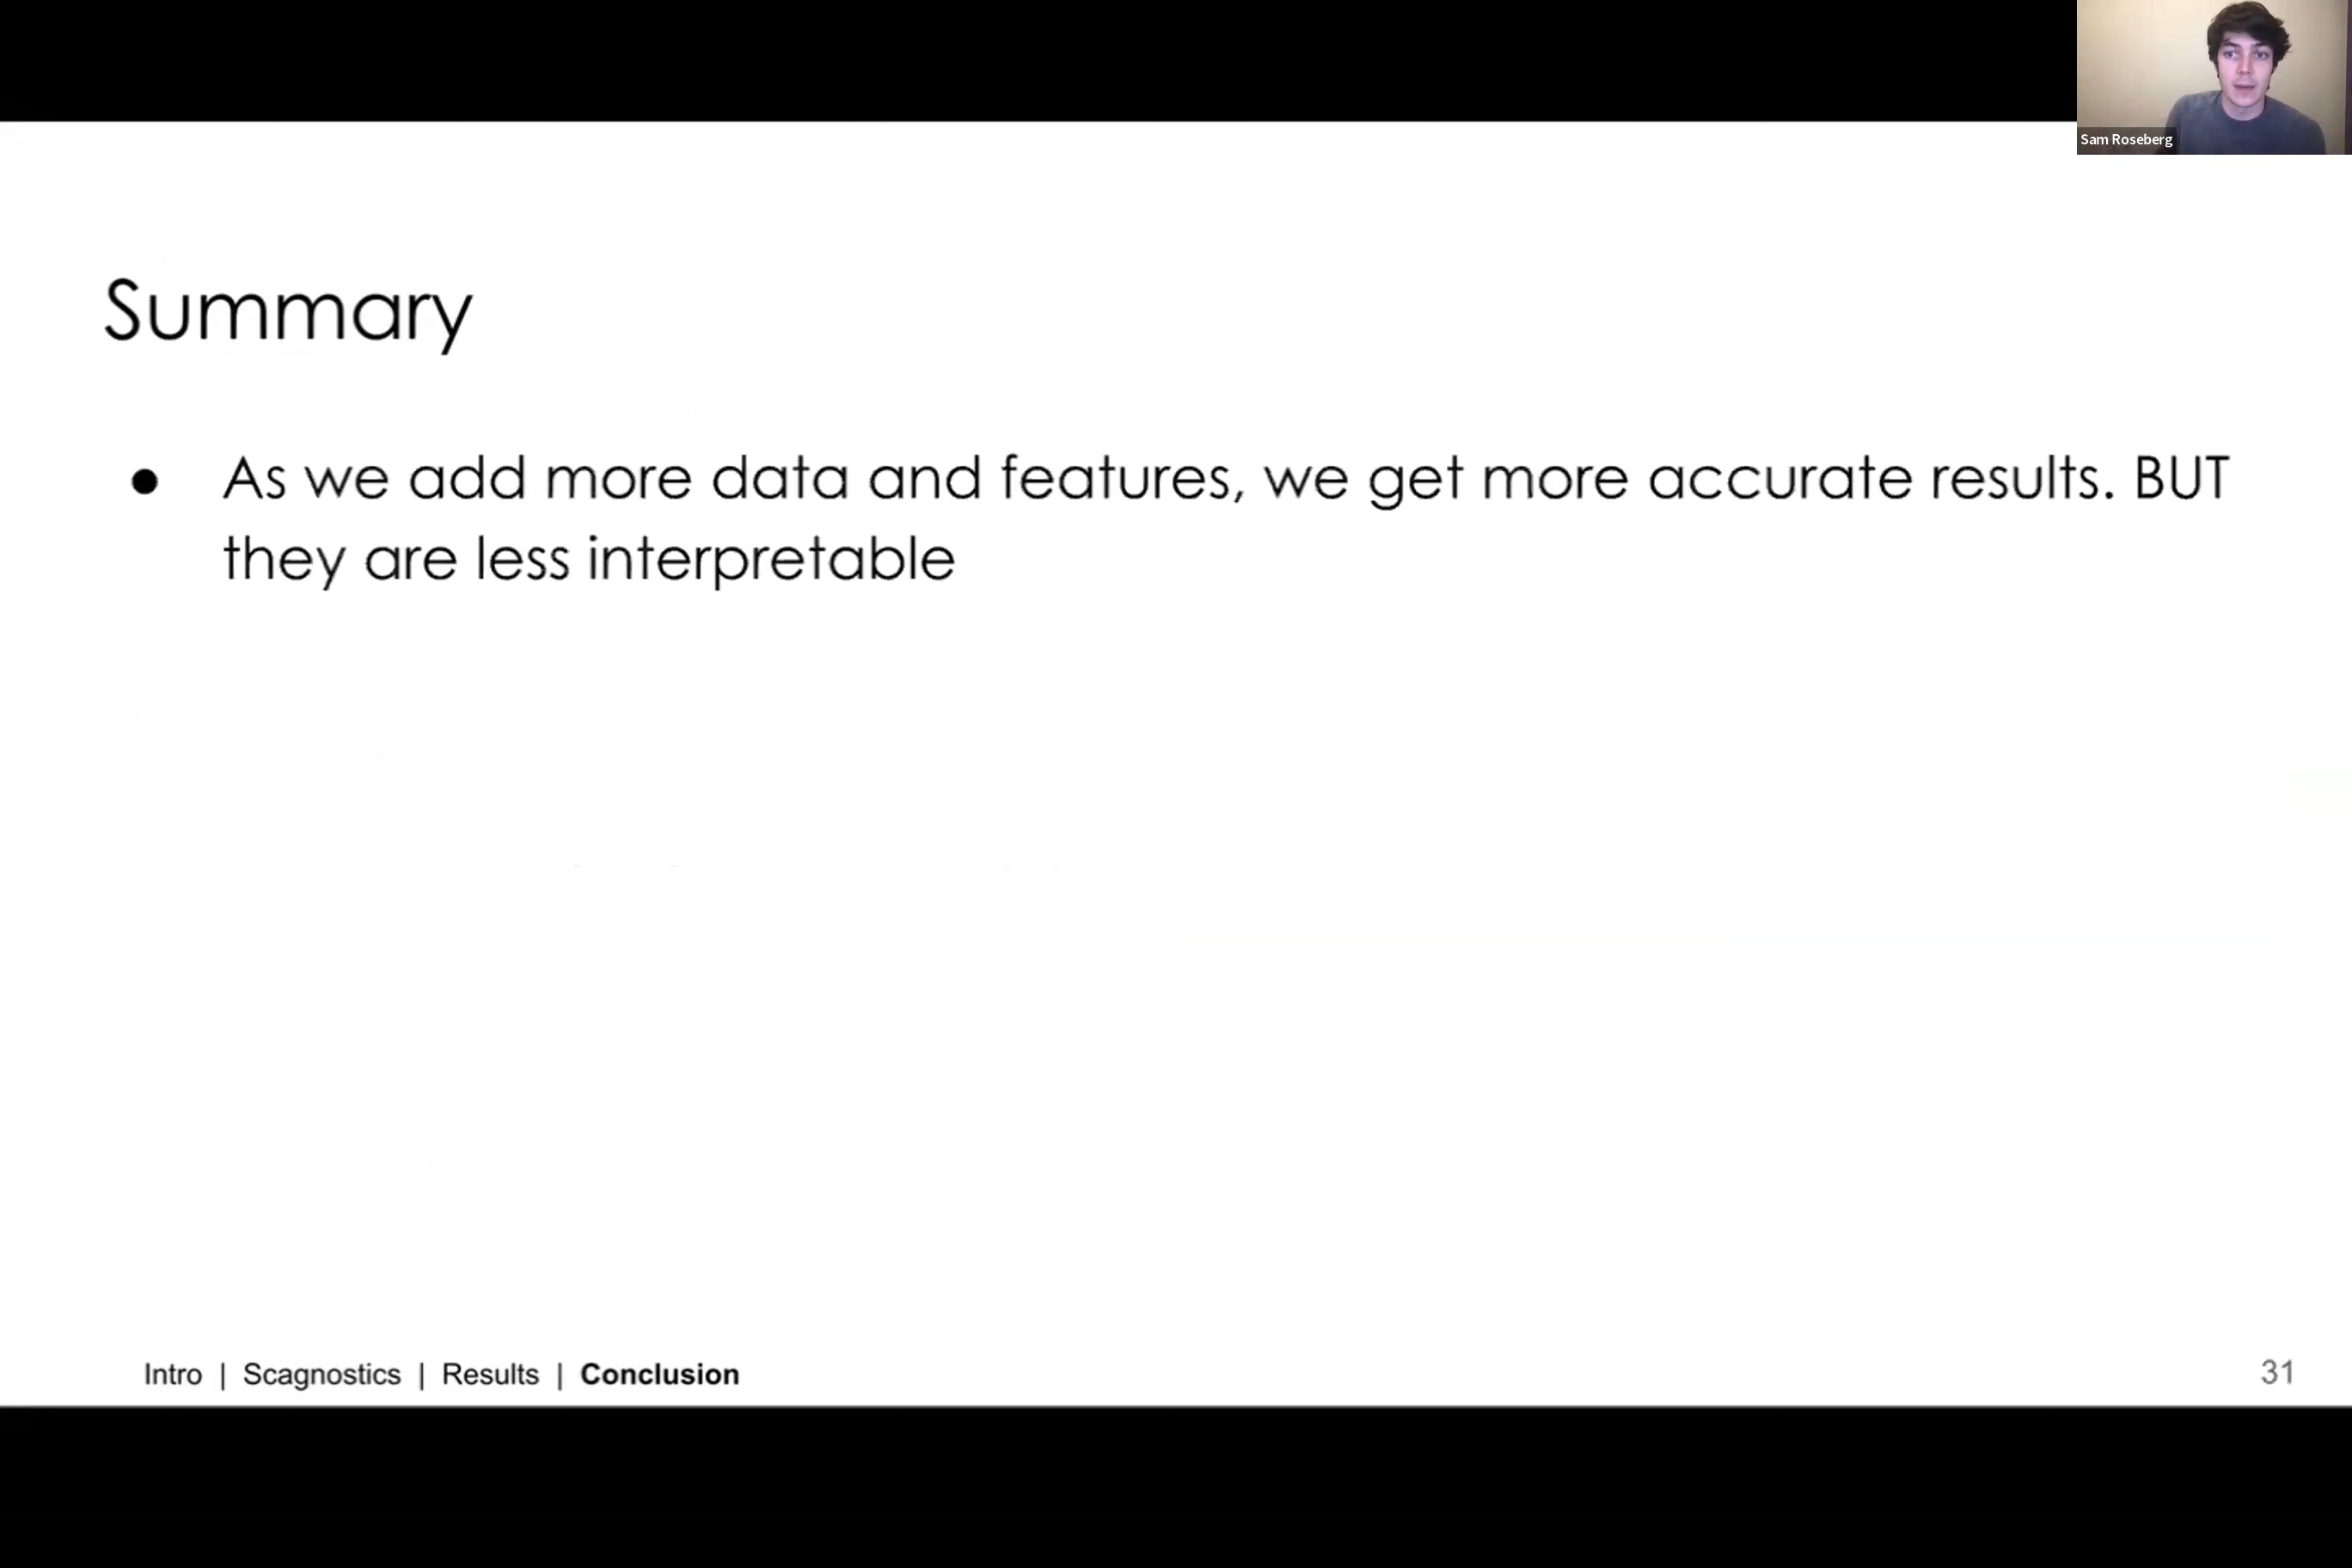 Sam Roseberg
Summary
● As we add more data and features, we get more accurate results. BUT
they are less interpretable
Intro | Scagnostics | Results | Conclusion
31